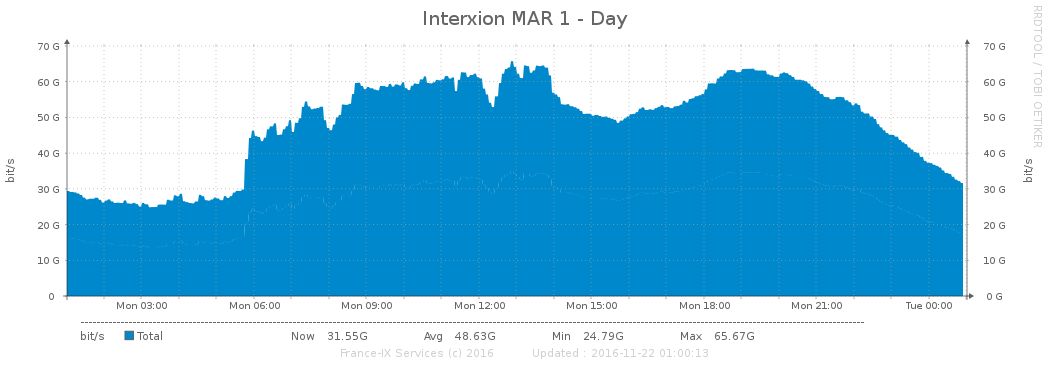 Interxion MAR 1 - Day
RRDTOOL / TOBI OETIKER
bit/s
70 G
60 G
50 G
40 G
30 G
20 G
10 G
0
70 G
60 G
50 G
40 G
30 G
20 G
10 G
0 G
bit/s
Mon 03:00 Mon 06:00 Mon 09:00 Mon 12:00 Mon 15:00 Mon 18:00 Mon 21:00 Tue 00:00
bit/s Total Now 31.55G Avg 48.63G Min 24.79G Max 65.67G
France-IX Services (c) 2016 Updated : 2016-11-22 01:00:13